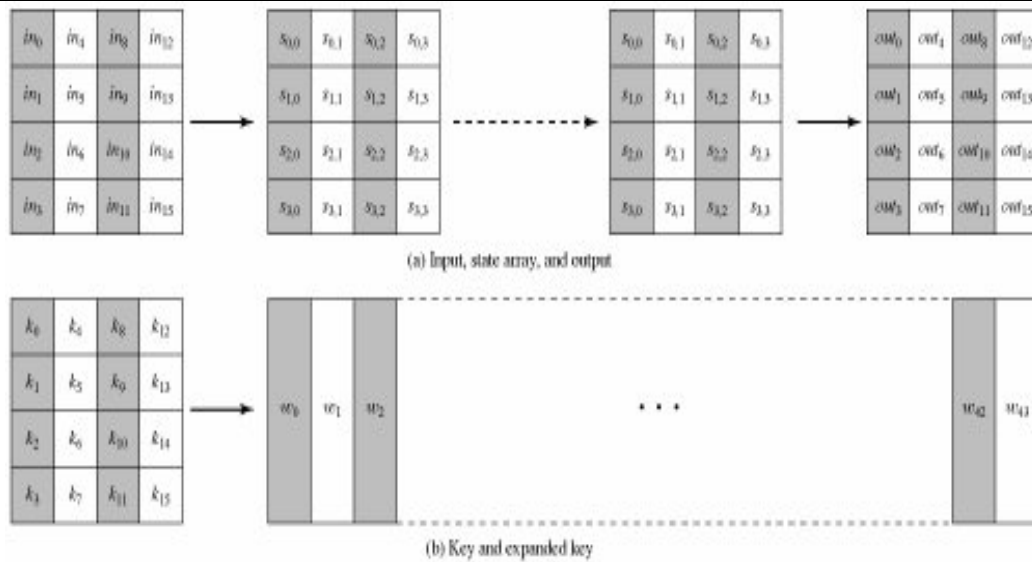 in₀ in₄ in₈ in₁₂ s₀,₀ s₀,₁ s₀,₂ s₀,₃ s₀,₀ s₀,₁ s₀,₂ s₀,₃ out₀ out₄ out₈ out₁₂
in₁ in₅ in₉ in₁₃ s₁,₀ s₁,₁ s₁,₂ s₁,₃ s₁,₀ s₁,₁ s₁,₂ s₁,₃ out₁ out₅ out₉ out₁₃
in₂ in₆ in₁₀ in₁₄ s₂,₀ s₂,₁ s₂,₂ s₂,₃ s₂,₀ s₂,₁ s₂,₂ s₂,₃ out₂ out₆ out₁₀ out₁₄
in₃ in₇ in₁₁ in₁₅ s₃,₀ s₃,₁ s₃,₂ s₃,₃ s₃,₀ s₃,₁ s₃,₂ s₃,₃ out₃ out₇ out₁₁ out₁₅
(a) Input, state array, and output
k₀ k₄ k₈ k₁₂
k₁ k₅ k₉ k₁₃
w₀ w₁ w₂ • • • w₄₂ w₄₃
k₂ k₆ k₁₀ k₁₄
k₃ k₇ k₁₁ k₁₅
(b) Key and expanded key